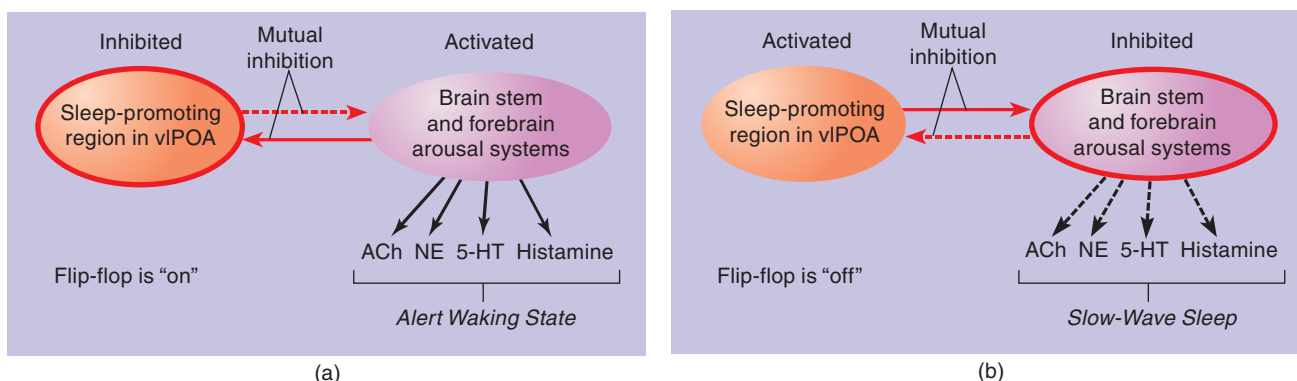 Inhibited
Mutual
inhibition
Activated
Sleep-promoting
region in vlPOA
Brain stem
and forebrain
arousal systems
ACh NE 5-HT Histamine
Flip-flop is “on”
Alert Waking State
(a)
Activated
Mutual
inhibition
Inhibited
Sleep-promoting
region in vlPOA
Brain stem
and forebrain
arousal systems
ACh NE 5-HT Histamine
Flip-flop is “off”
Slow-Wave Sleep
(b)